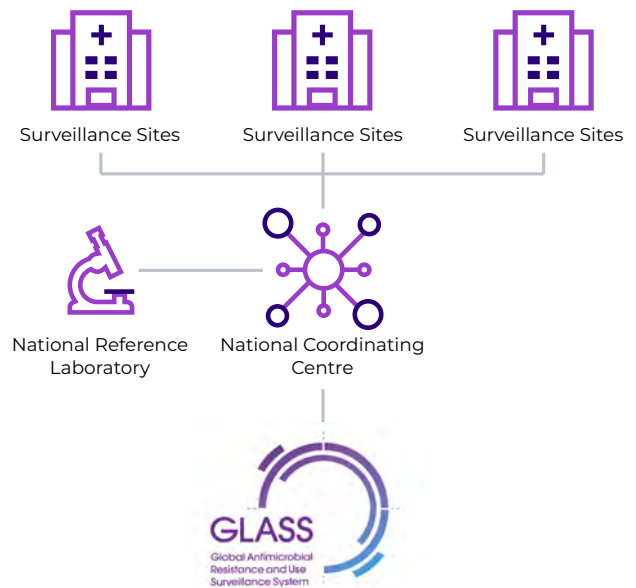 Surveillance Sites
Surveillance Sites
Surveillance Sites
National Reference
Laboratory
National Coordinating
Centre
GLASS
Global Antimicrobial
Resistance and Use
Surveillance System